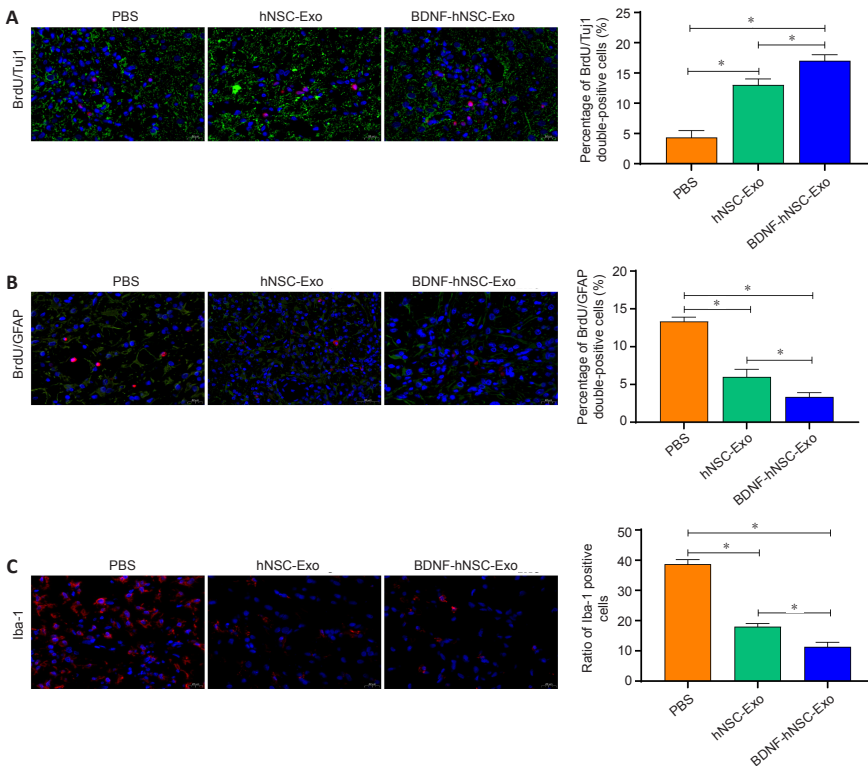 A
PBS
hNSC-Exo
BDNF-hNSC-Exo
BrdU/Tuj1
Percentage of BrdU/Tuj1
double-positive cells (%)
25
20
15
10
5
0
*
*
*
PBS
hNSC-Exo
BDNF-hNSC-Exo
B
PBS
hNSC-Exo
BDNF-hNSC-Exo
BrdU/GFAP
Percentage of BrdU/GFAP
double-positive cells (%)
20
15
10
5
0
*
*
*
PBS
hNSC-Exo
BDNF-hNSC-Exo
C
PBS
hNSC-Exo
BDNF-hNSC-Exo
Iba-1
Ratio of Iba-1 positive
cells
50
40
30
20
10
0
*
*
*
PBS
hNSC-Exo
BDNF-hNSC-Exo